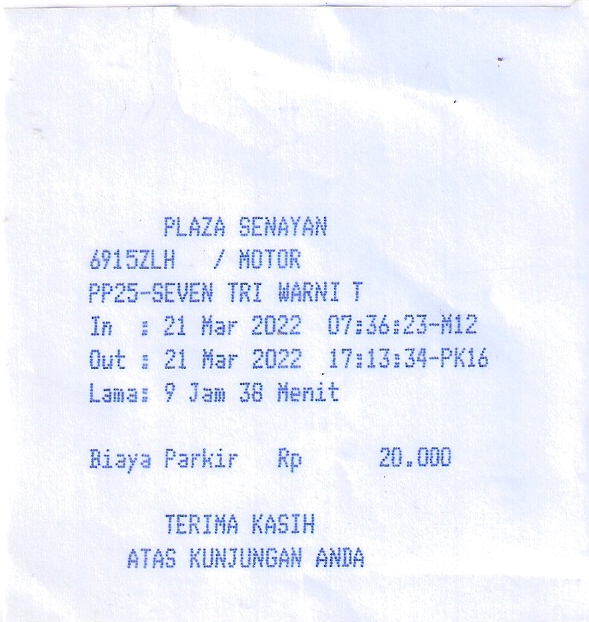 PLAZA SENAYAN
6915ZLH / MOTOR
PP25-SEVEN TRI WARNI T
In : 21 Mar 2022 07:36:23-M12
Out : 21 Mar 2022 17:13:34-PK16
Lama: 9 Jam 38 Menit
Biaya Parkir Rp 20.000
TERIMA KASIH
ATAS KUNJUNGAN ANDA